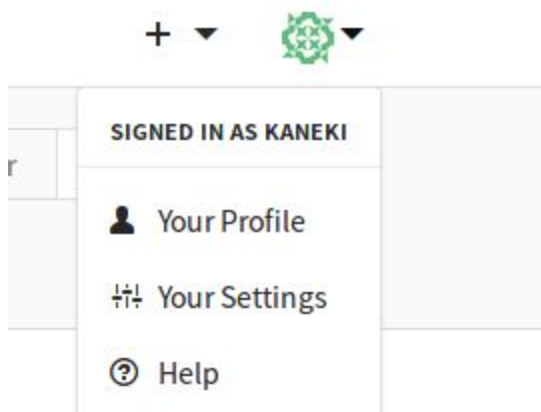 +
r
SIGNED IN AS KANEKI
Your Profile
Your Settings
Help